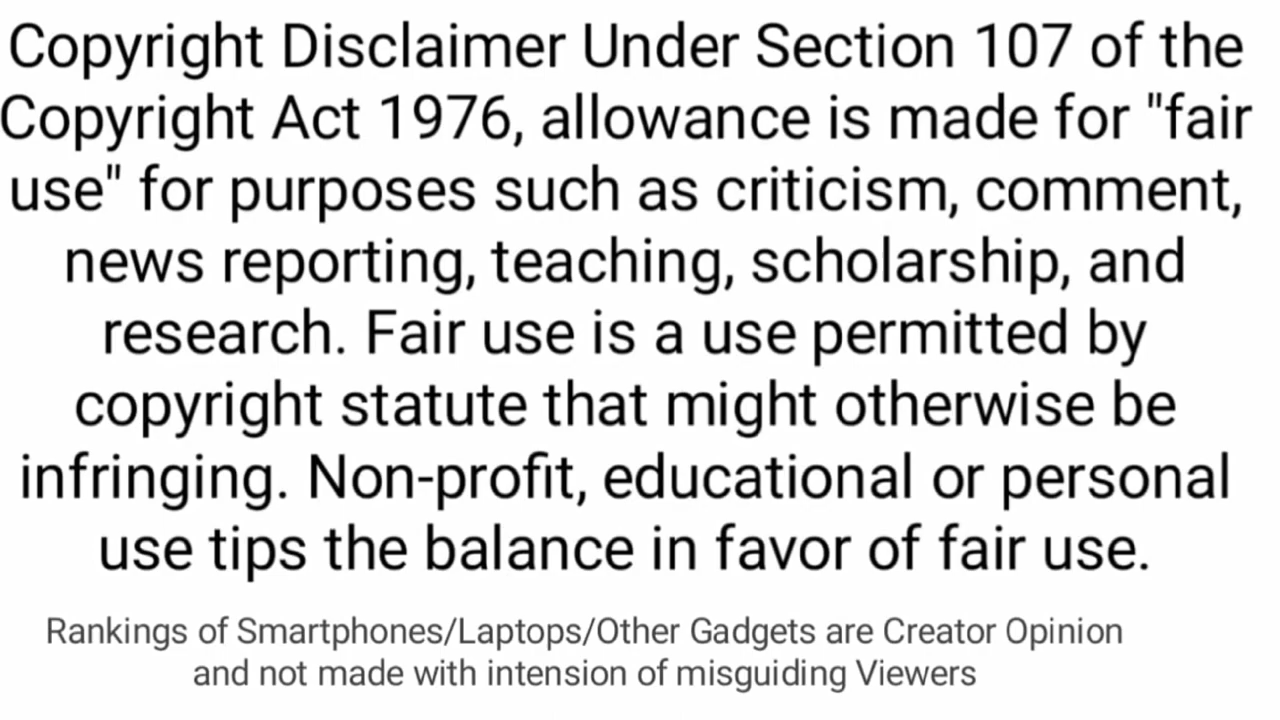 Copyright Disclaimer Under Section 107 of the
Copyright Act 1976, allowance is made for "fair
use" for purposes such as criticism, comment,
news reporting, teaching, scholarship, and
research. Fair use is a use permitted by
copyright statute that might otherwise be
infringing. Non-profit, educational or personal
use tips the balance in favor of fair use.
Rankings of Smartphones/Laptops/Other Gadgets are Creator Opinion
and not made with intension of misguiding Viewers